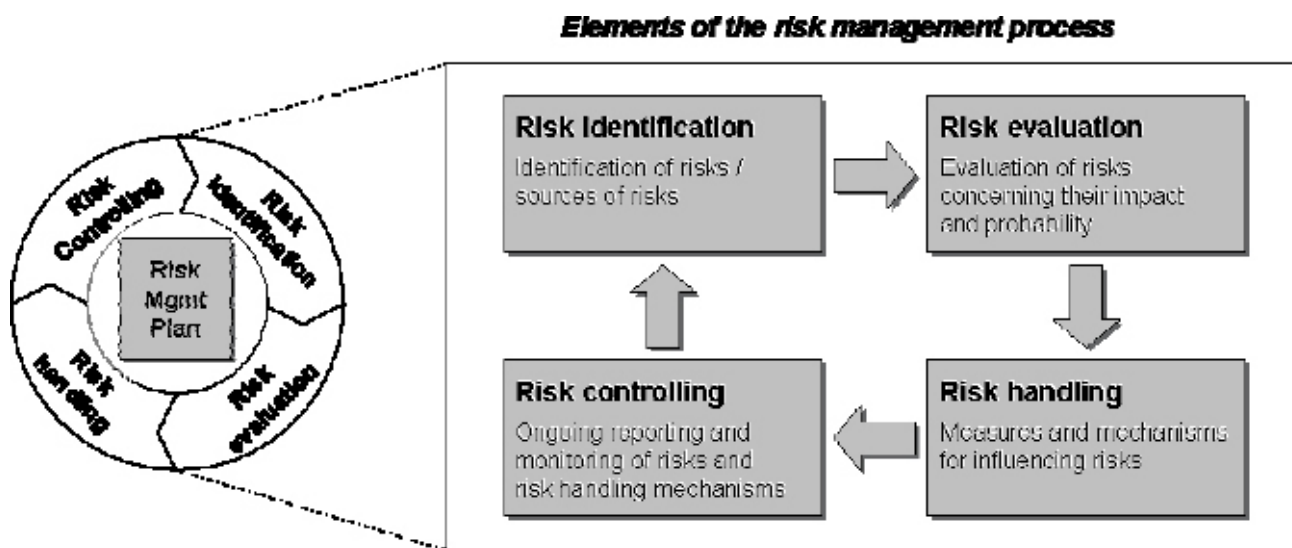 Elements of the risk management process
Risk
Controlling
Risk
identification
Risk
Mgmt
Plan
Risk
handling
Risk
evaluation
Risk identification
Identification of risks /
sources of risks
Risk evaluation
Evaluation of risks
concerning their impact
and probability
Risk controlling
Ongoing reporting and
monitoring of risks and
risk handling mechanisms
Risk handling
Measures and mechanisms
for influencing risks